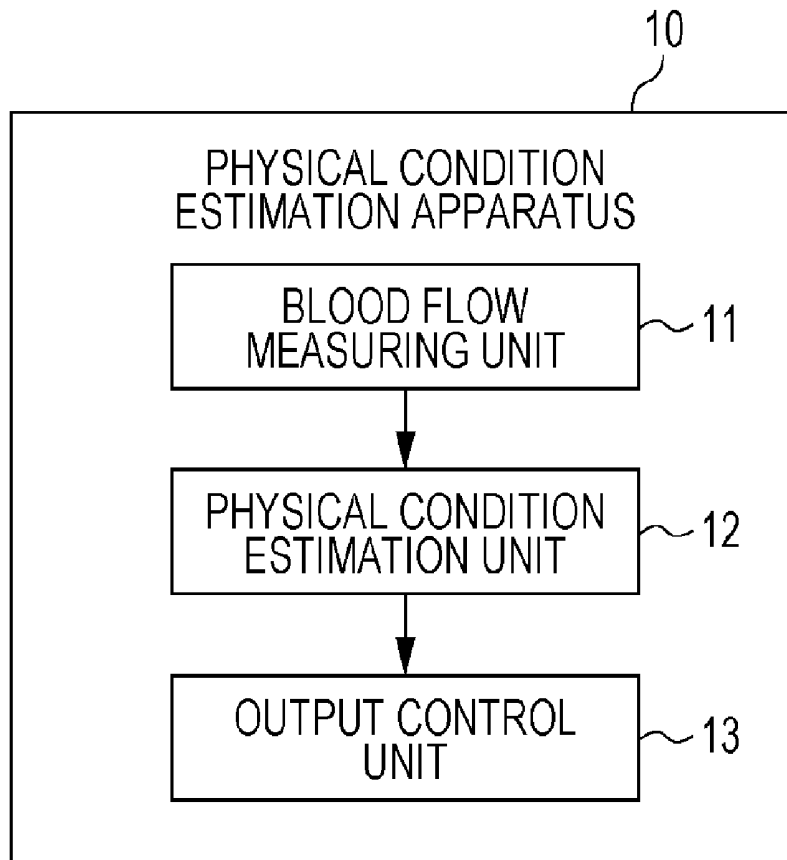 10
PHYSICAL CONDITION
ESTIMATION APPARATUS
BLOOD FLOW
MEASURING UNIT
11
PHYSICAL CONDITION
ESTIMATION UNIT
12
OUTPUT CONTROL
UNIT
13